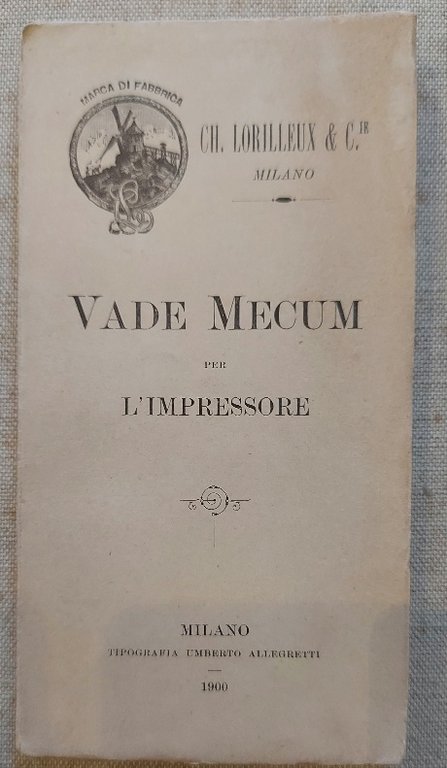 MARCA DI FABBRICA
CH. LORILLEUX & C.IE
MILANO
VADE MECUM
PER
L'IMPRESSORE
MILANO
TIPOGRAFIA UMBERTO ALLEGRETTI
1900